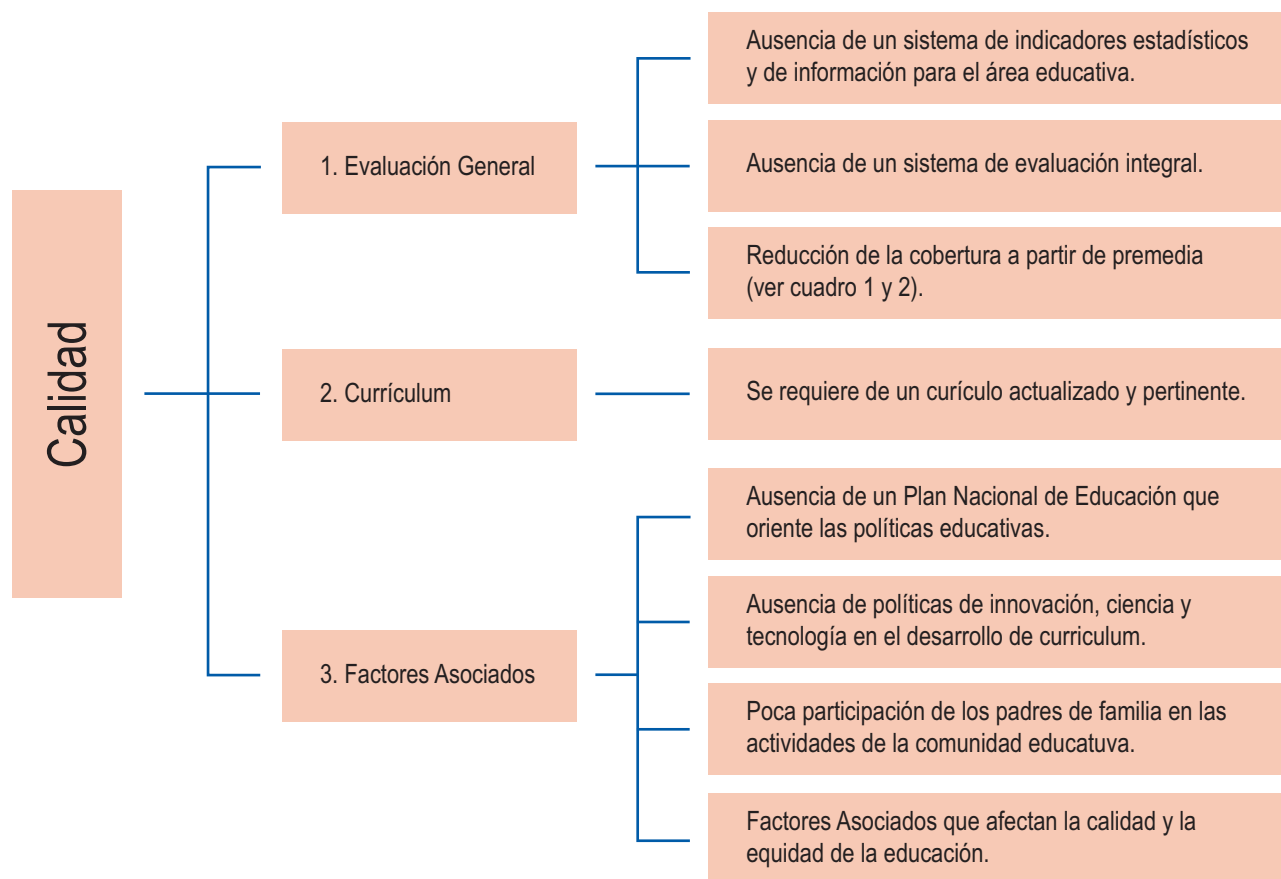 Calidad
1. Evaluación General
Ausencia de un sistema de indicadores estadísticos
y de información para el área educativa.
Ausencia de un sistema de evaluación integral.
Reducción de la cobertura a partir de premedia
(ver cuadro 1 y 2).
2. Currículum
Se requiere de un curículo actualizado y pertinente.
3. Factores Asociados
Ausencia de un Plan Nacional de Educación que
oriente las políticas educativas.
Ausencia de políticas de innovación, ciencia y
tecnología en el desarrollo de curriculum.
Poca participación de los padres de familia en las
actividades de la comunidad educatuva.
Factores Asociados que afectan la calidad y la
equidad de la educación.